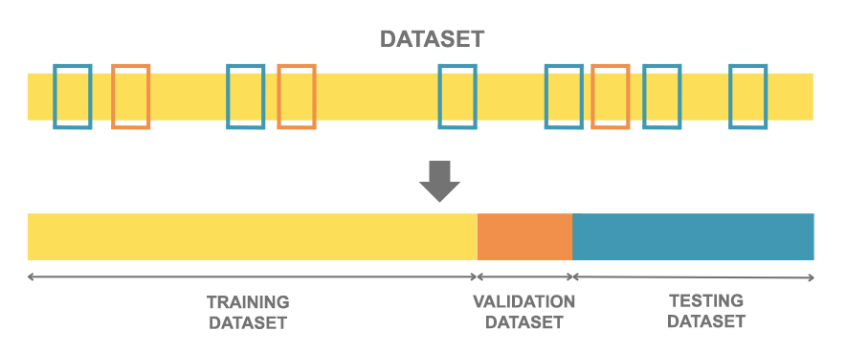 DATASET
TRAINING
DATASET
VALIDATION
DATASET
TESTING
DATASET